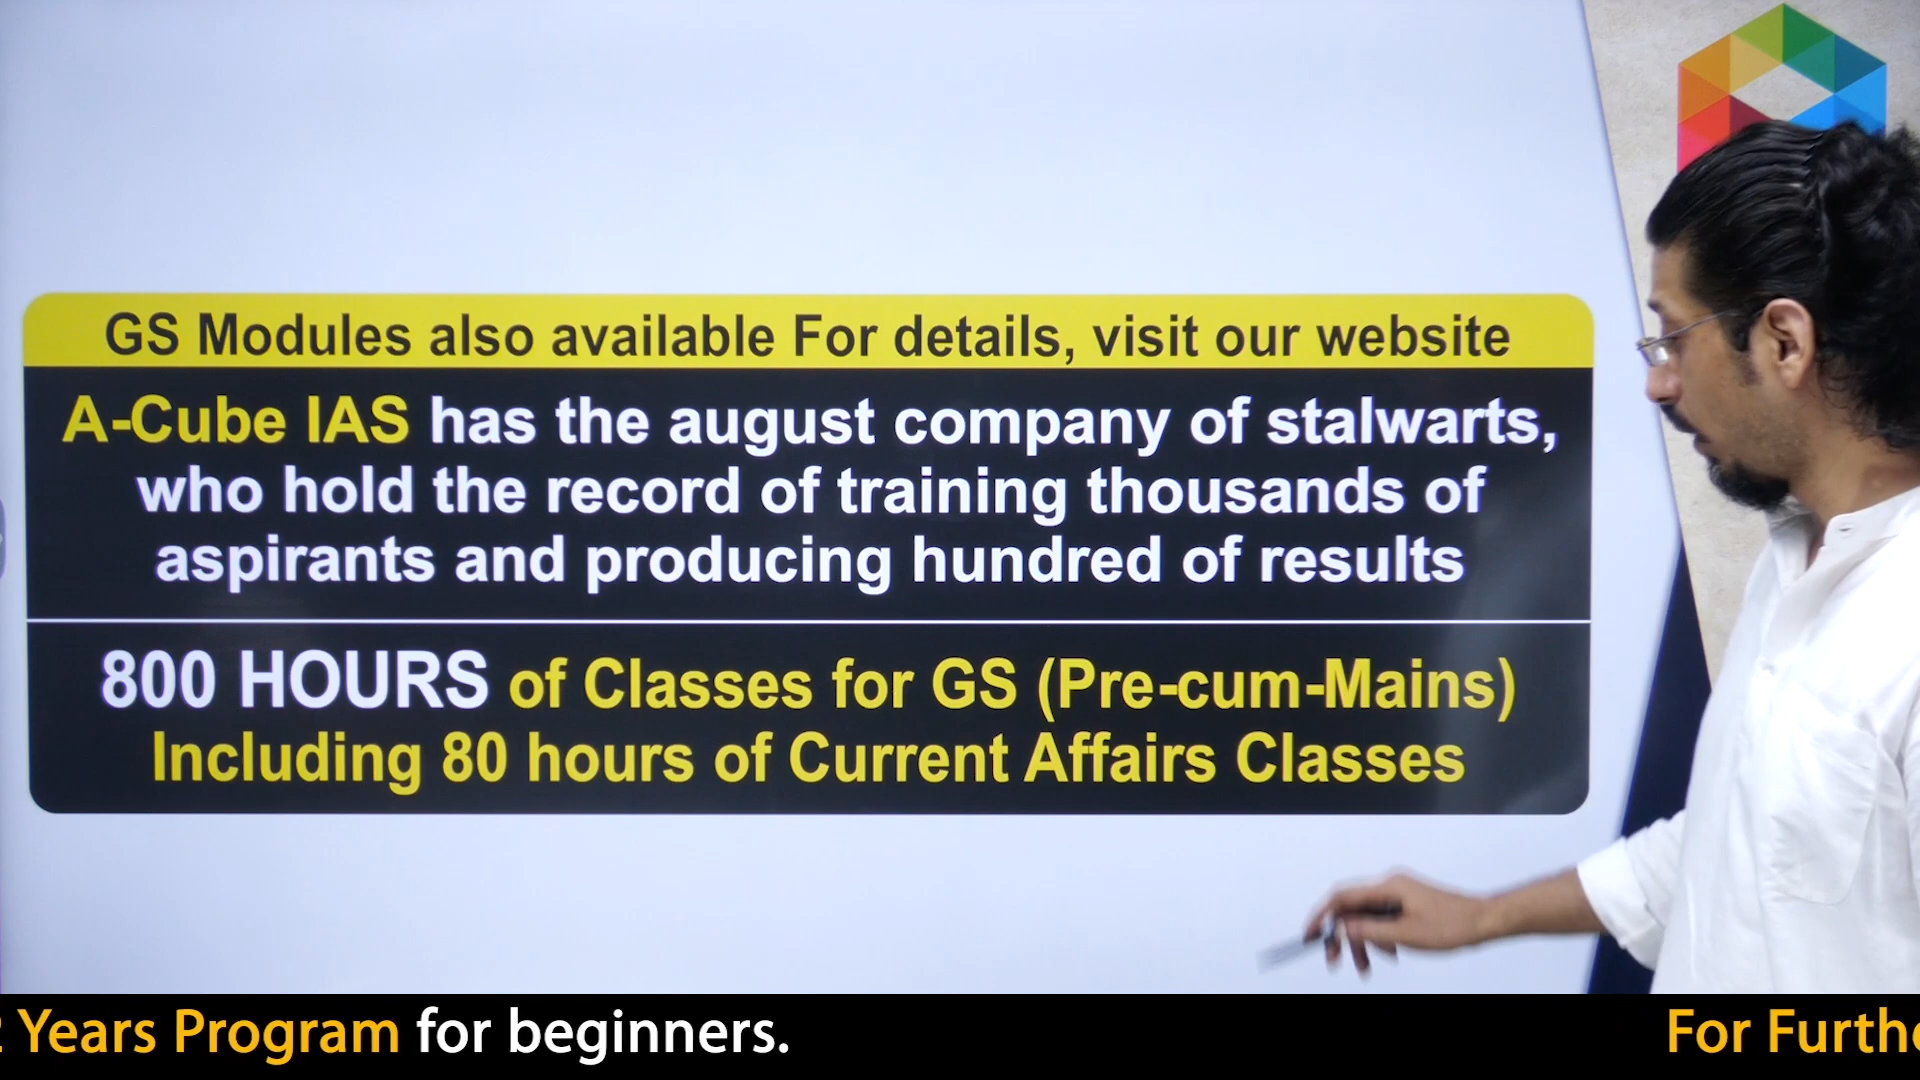 GS Modules also available For details, visit our website
A-Cube IAS has the august company of stalwarts,
who hold the record of training thousands of
aspirants and producing hundred of results
800 HOURS of Classes for GS (Pre-cum-Mains)
Including 80 hours of Current Affairs Classes
Years Program for beginners.
For